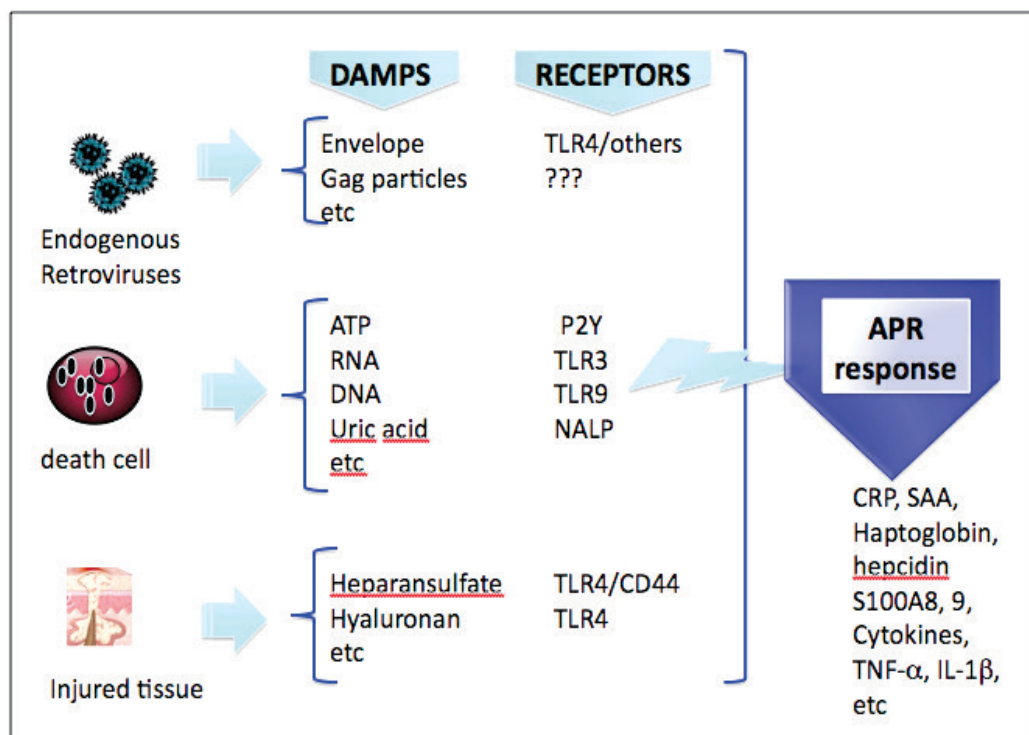 DAMPS
RECEPTORS
Endogenous
Retroviruses
Envelope
Gag particles
etc
TLR4/others
???
death cell
ATP
RNA
DNA
Uric acid
etc
P2Y
TLR3
TLR9
NALP
Injured tissue
Heparansulfate
Hyaluronan
etc
TLR4/CD44
TLR4
APR
response
CRP, SAA,
Haptoglobin,
hepcidin
S100A8, 9,
Cytokines,
TNF-α, IL-1β,
etc